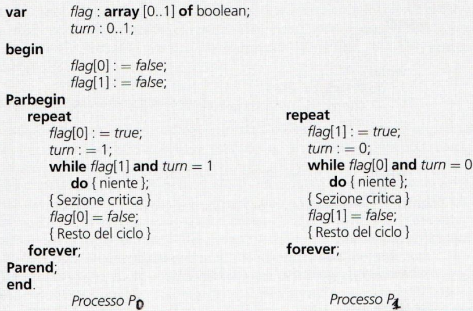 var flag : array [0..1] of boolean;
turn : 0..1;
begin
flag[0] : = false;
flag[1] : = false;
Parbegin
repeat
flag[0] : = true;
turn : = 1;
while flag[1] and turn = 1
do { niente };
{ Sezione critica }
flag[0] = false;
{ Resto del ciclo }
forever;
Parend;
end.
Processo P0
repeat
flag[1] : = true;
turn : = 0;
while flag[0] and turn = 0
do { niente };
{ Sezione critica }
flag[1] = false;
{ Resto del ciclo }
forever;
Processo P1